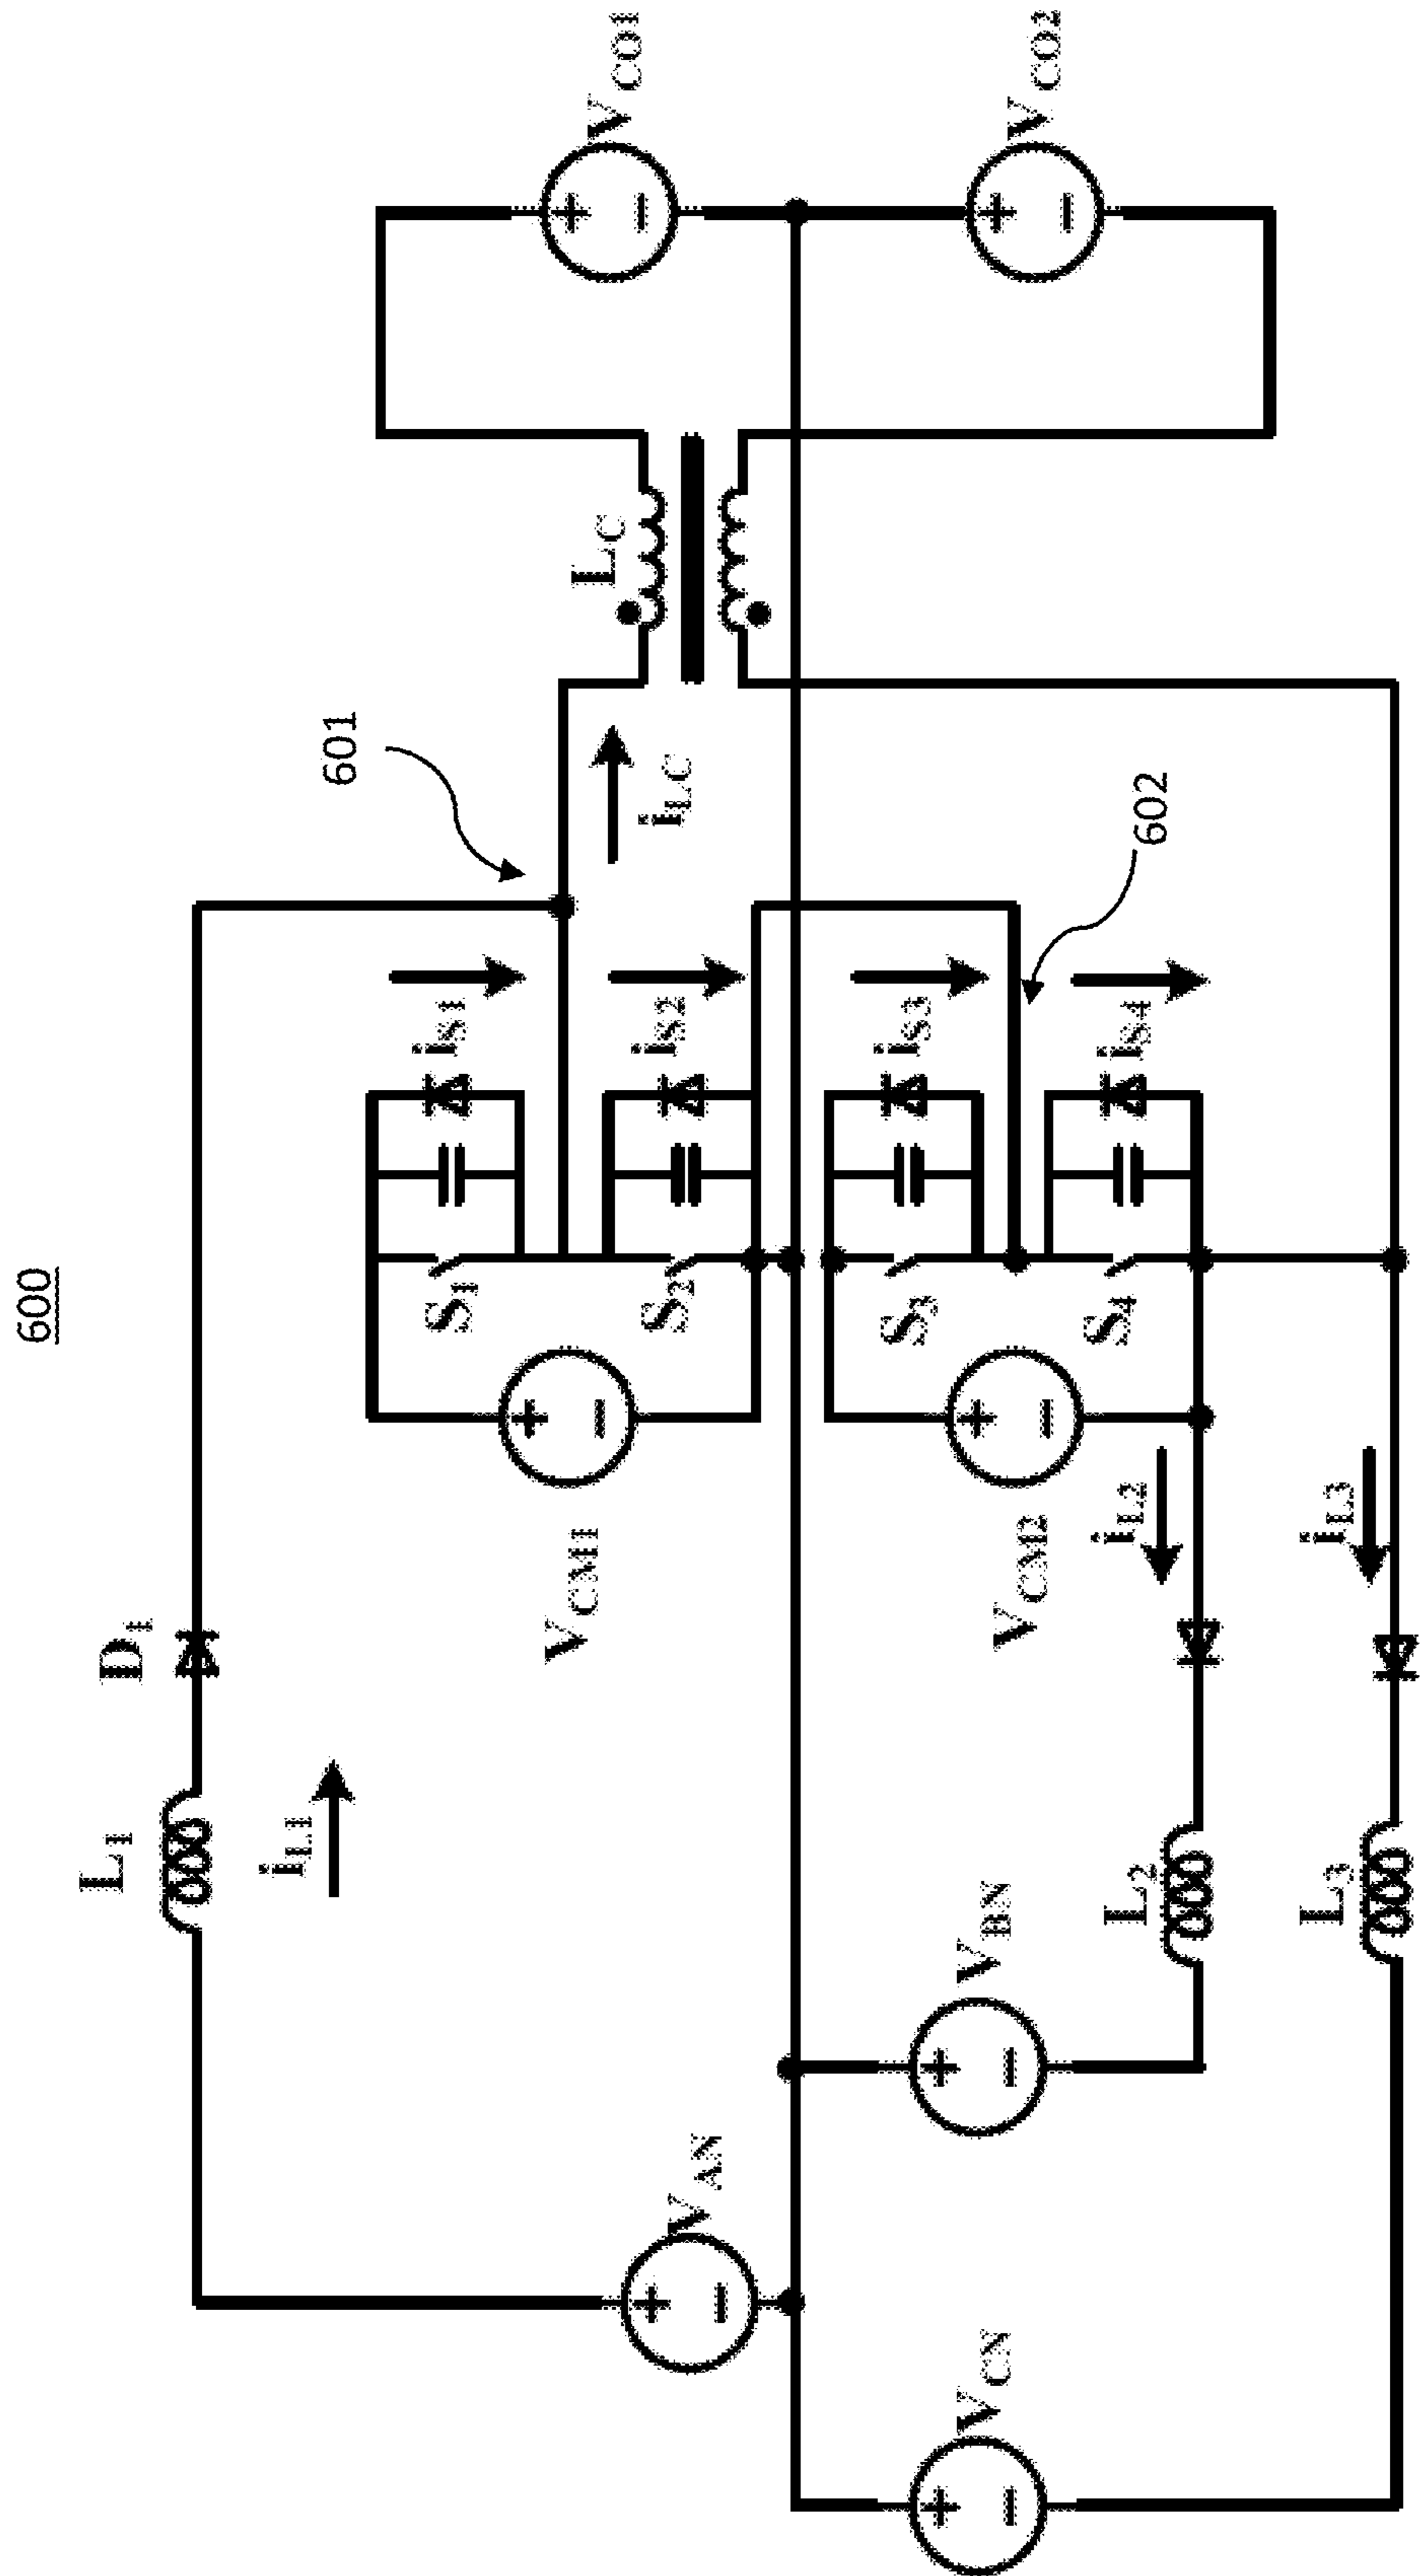 600
L1
D1
iL1
601
VCM1
S1
iS1
S2
iS2
LC
iLC
VCO1
VAN
VCN
VBN
VCM2
S3
iS3
S4
iS4
602
VCO2
L2
iL2
L3
iL3